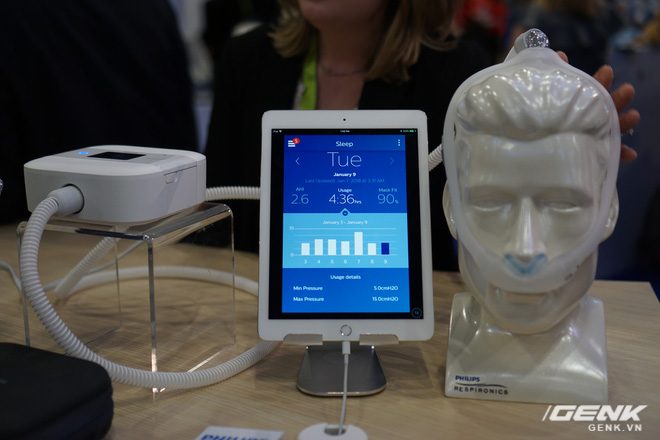 Sleep
Tue
January 9
AHI
2.6
Usage
4:36hrs
Mask Fit
90%
January 3 - January 9
3 4 5 6 7 8 9
Usage details
Min Pressure 5.0cmH2O
Max Pressure 15.0cmH2O
PHILIPS
RESPIRONICS
PHILIPS
GENK
GENK.VN